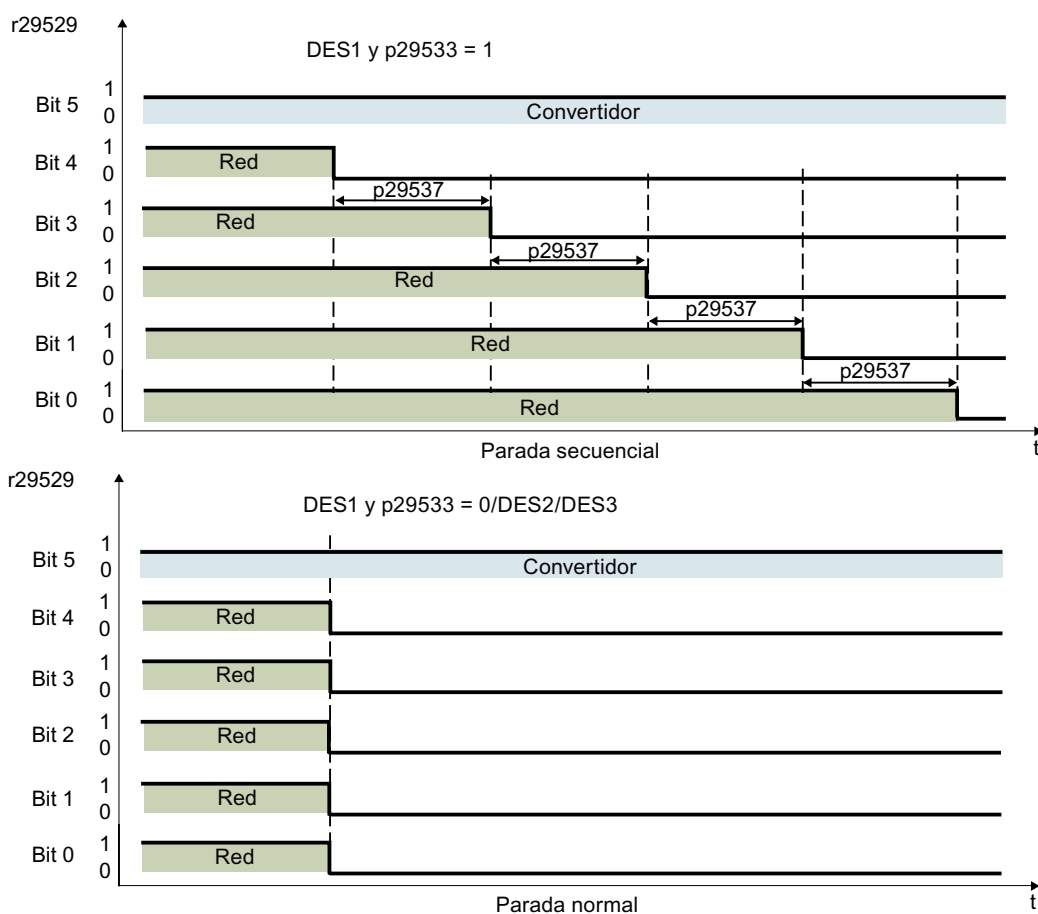 r29529
DES1 y p29533 = 1
Bit 5 1 0 Convertidor
Bit 4 1 0 Red
p29537
Bit 3 1 0 Red
p29537
Bit 2 1 0 Red
p29537
Bit 1 1 0 Red
p29537
Bit 0 1 0 Red
t
Parada secuencial
r29529
DES1 y p29533 = 0/DES2/DES3
Bit 5 1 0 Convertidor
Bit 4 1 0 Red
Bit 3 1 0 Red
Bit 2 1 0 Red
Bit 1 1 0 Red
Bit 0 1 0 Red
t
Parada normal